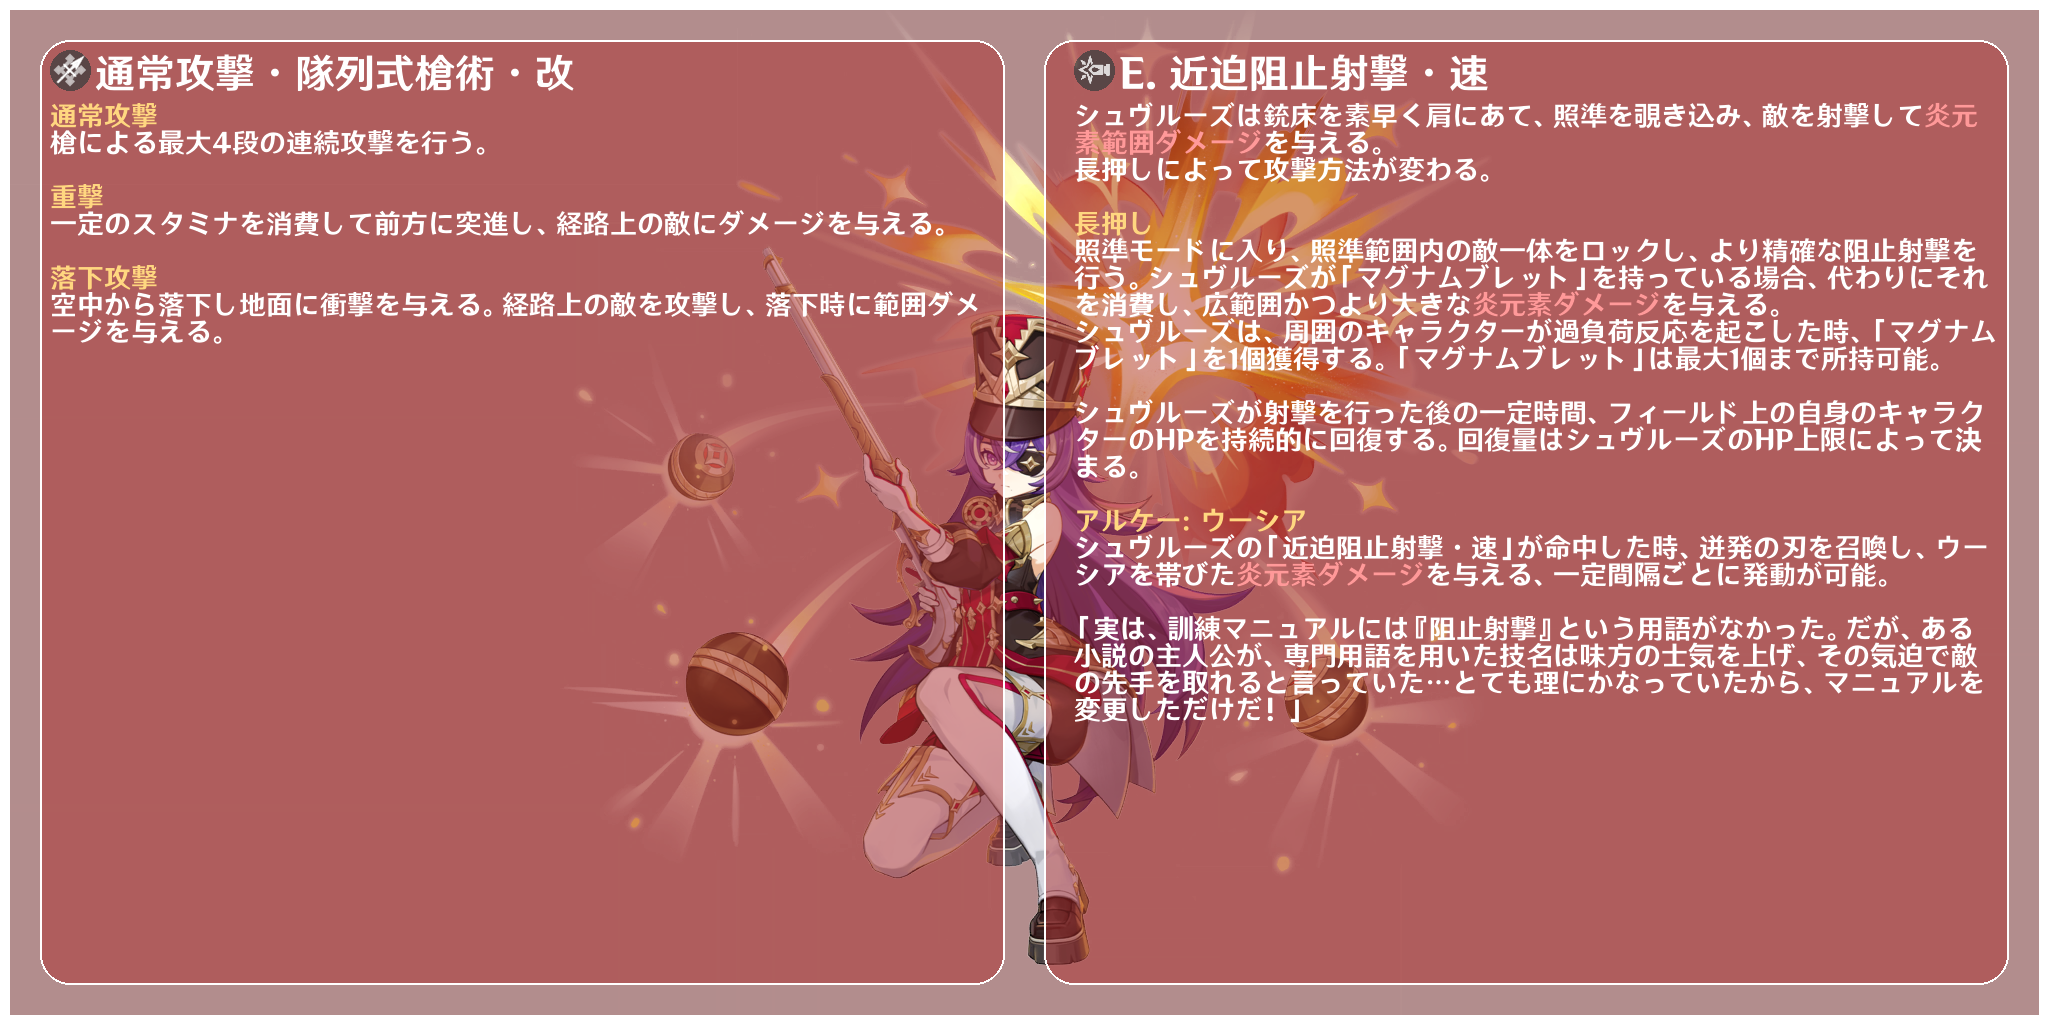 通常攻撃・隊列式槍術・改
通常攻撃
槍による最大4段の連続攻撃を行う。
重撃
一定のスタミナを消費して前方に突進し、経路上の敵にダメージを与える。
落下攻撃
空中から落下し地面に衝撃を与える。経路上の敵を攻撃し、落下時に範囲ダメ
ージを与える。
E. 近迫阻止射撃・速
シュヴルーズは銃床を素早く肩にあて、照準を覗き込み、敵を射撃して炎元
素範囲ダメージを与える。
長押しによって攻撃方法が変わる。
長押し
照準モードに入り、照準範囲内の敵一体をロックし、より精確な阻止射撃を
行う。シュヴルーズが「マグナムブレット」を持っている場合、代わりにそれ
を消費し、広範囲かつより大きな炎元素ダメージを与える。
シュヴルーズは、周囲のキャラクターが過負荷反応を起こした時、「マグナム
ブレット」を1個獲得する。「マグナムブレット」は最大1個まで所持可能。
シュヴルーズが射撃を行った後の一定時間、フィールド上の自身のキャラク
ターのHPを持続的に回復する。回復量はシュヴルーズのHP上限によって決
まる。
アルケー: ウーシア
シュヴルーズの「近迫阻止射撃・速」が命中した時、迸発の刃を召喚し、ウー
シアを帯びた炎元素ダメージを与える、一定間隔ごとに発動が可能。
「実は、訓練マニュアルには『阻止射撃』という用語がなかった。だが、ある
小説の主人公が、専門用語を用いた技名は味方の士気を上げ、その気迫で敵
の先手を取れると言っていた…とても理にかなっていたから、マニュアルを
変更しただけだ！」